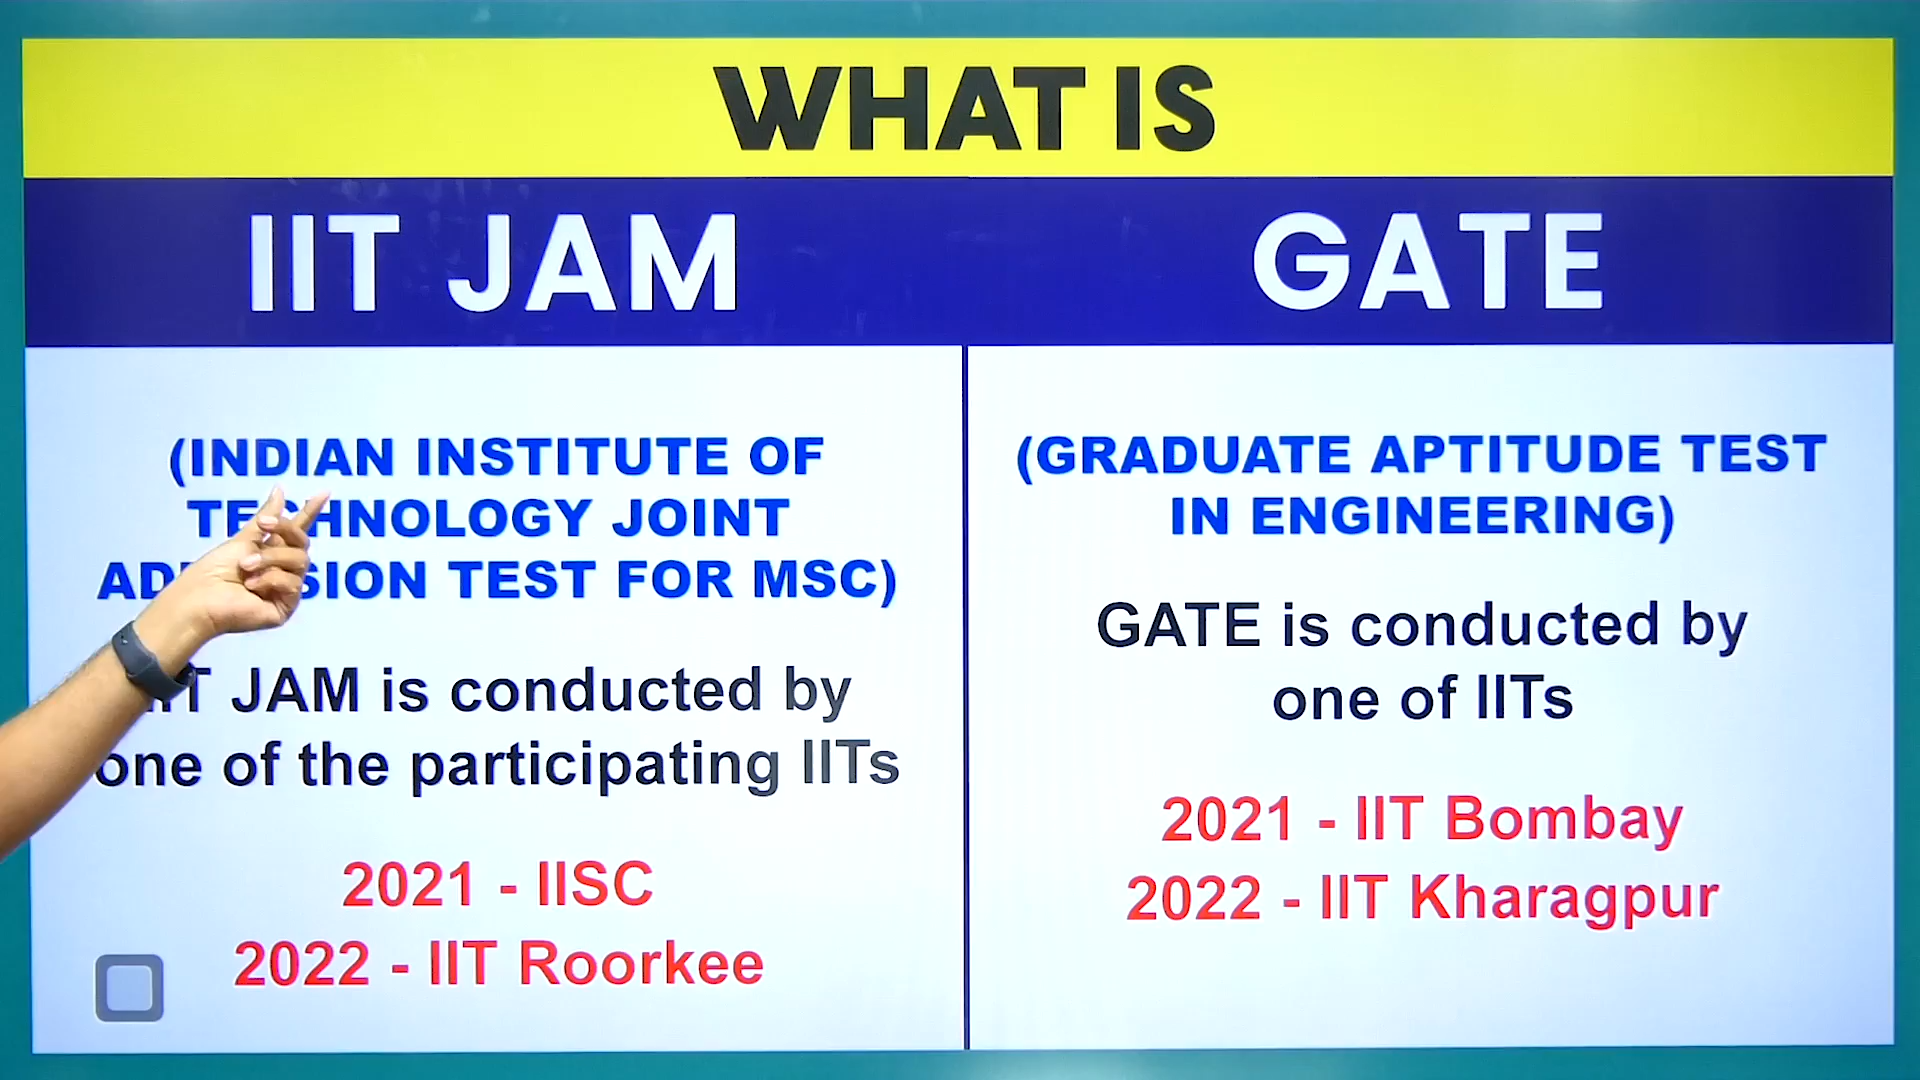 WHAT IS
IIT JAM
GATE
(INDIAN INSTITUTE OF
TECHNOLOGY JOINT
TEST FOR MSC)
JAM is conducted by
one of the participating IITs
2021 - IISC
2022 - IIT Roorkee
(GRADUATE APTITUDE TEST
IN ENGINEERING)
GATE is conducted by
one of IITs
2021 - IIT Bombay
2022 - IIT Kharagpur